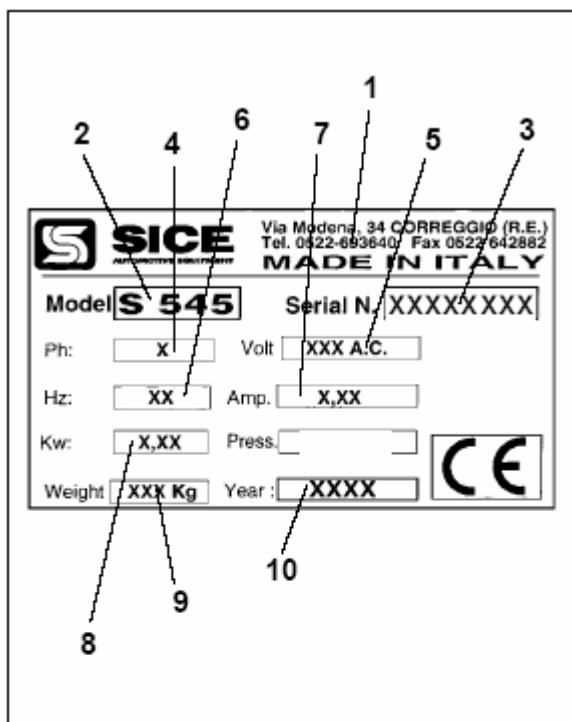 1
2 4 6 7 5 3
SICE
AUTOMOTIVE EQUIPMENT
Via Modena, 34 CORREGGIO (R.E.)
Tel. 0522-693640 Fax 0522-642882
MADE IN ITALY
Model S 545 Serial N. XXXXXXXX
Ph: X Volt XXX A.C.
Hz: XX Amp. X,XX
Kw: X,XX Press.
Weight XXX Kg Year : XXXX
CE
8 9 10